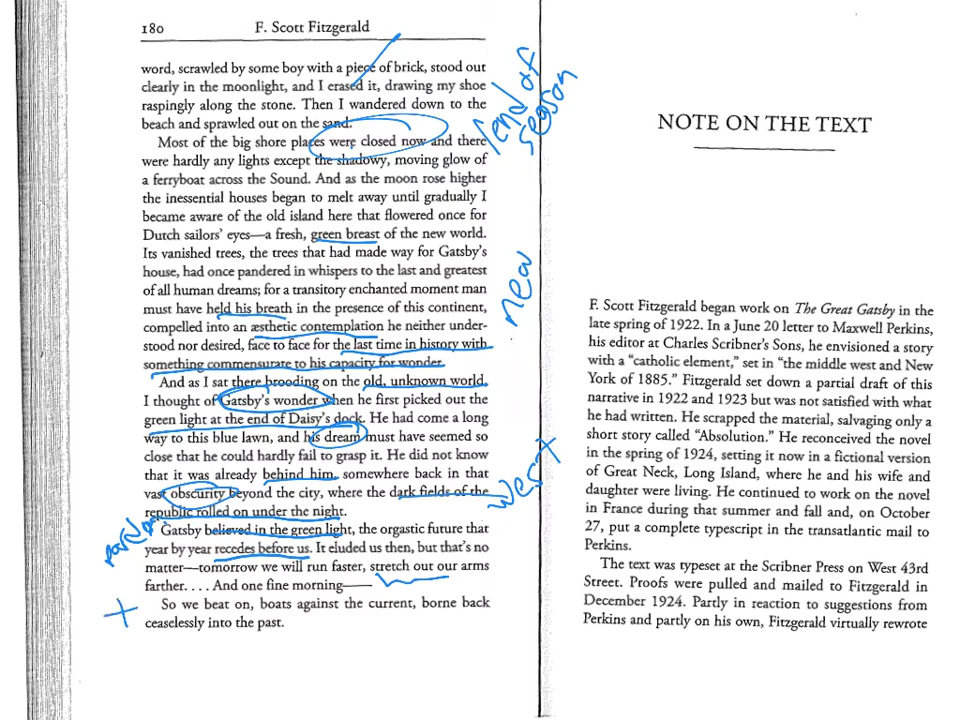 180 F. Scott Fitzgerald
word, scrawled by some boy with a piece of brick, stood out
clearly in the moonlight, and I erased it, drawing my shoe
raspingly along the stone. Then I wandered down to the
beach and sprawled out on the sand.
Most of the big shore places were closed now and there
were hardly any lights except the shadowy, moving glow of
a ferryboat across the Sound. And as the moon rose higher
the inessential houses began to melt away until gradually I
became aware of the old island here that flowered once for
Dutch sailors' eyes—a fresh, green breast of the new world.
Its vanished trees, the trees that had made way for Gatsby's
house, had once pandered in whispers to the last and greatest
of all human dreams; for a transitory enchanted moment man
must have held his breath in the presence of this continent,
compelled into an æsthetic contemplation he neither under-
stood nor desired, face to face for the last time in history with
something commensurate to his capacity for wonder.
And as I sat there brooding on the old, unknown world,
I thought of Gatsby's wonder when he first picked out the
green light at the end of Daisy's dock. He had come a long
way to this blue lawn, and his dream must have seemed so
close that he could hardly fail to grasp it. He did not know
that it was already behind him, somewhere back in that
vast obscurity beyond the city, where the dark fields of the
republic rolled on under the night.
Gatsby believed in the green light, the orgastic future that
year by year recedes before us. It eluded us then, but that's no
matter—tomorrow we will run faster, stretch out our arms
farther. . . . And one fine morning——
So we beat on, boats against the current, borne back
ceaselessly into the past.
end of
season
new
west
NOTE ON THE TEXT
F. Scott Fitzgerald began work on The Great Gatsby in the
late spring of 1922. In a June 20 letter to Maxwell Perkins,
his editor at Charles Scribner's Sons, he envisioned a story
with a "catholic element," set in "the middle west and New
York of 1885." Fitzgerald set down a partial draft of this
narrative in 1922 and 1923 but was not satisfied with what
he had written. He scrapped the material, salvaging only a
short story called "Absolution." He reconceived the novel
in the spring of 1924, setting it now in a fictional version
of Great Neck, Long Island, where he and his wife and
daughter were living. He continued to work on the novel
in France during that summer and fall and, on October
27, put a complete typescript in the transatlantic mail to
Perkins.
The text was typeset at the Scribner Press on West 43rd
Street. Proofs were pulled and mailed to Fitzgerald in
December 1924. Partly in reaction to suggestions from
Perkins and partly on his own, Fitzgerald virtually rewrote